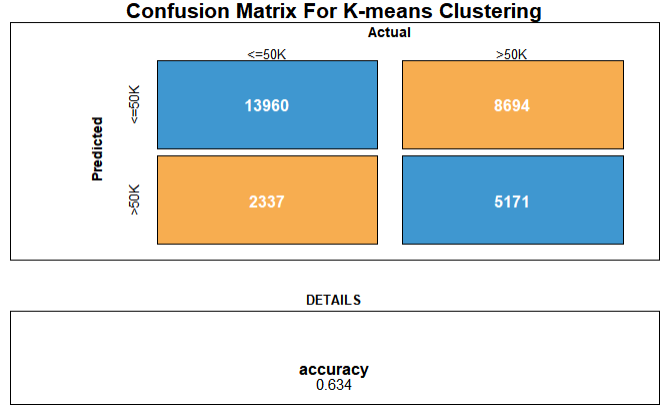 Confusion Matrix For K-means Clustering
Actual
<=50K >50K
Predicted
<=50K 13960 8694
>50K 2337 5171
DETAILS
accuracy
0.634